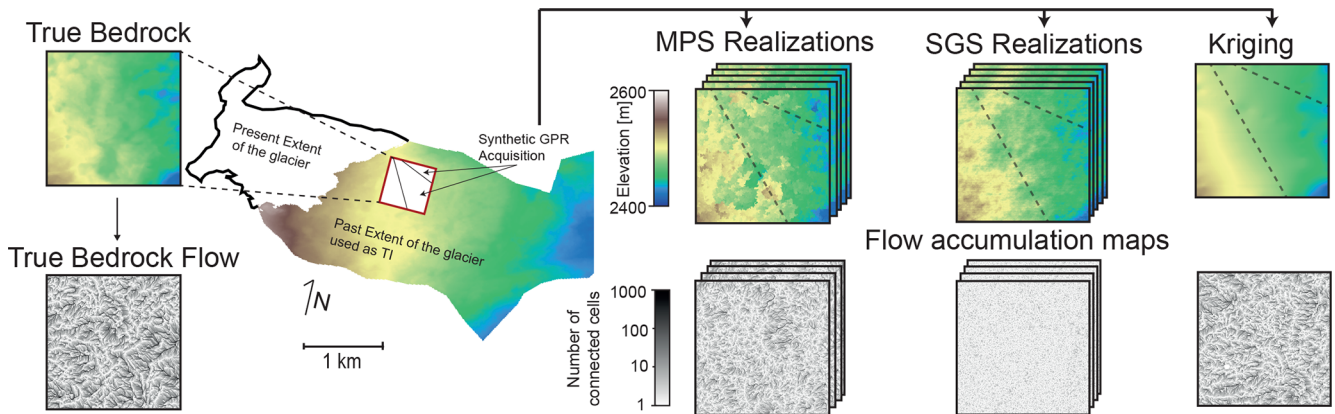 True Bedrock
Present Extent
of the glacier
Synthetic GPR
Acquisition
Past Extent of the glacier
used as TI
N
1 km
True Bedrock Flow
MPS Realizations
SGS Realizations
Kriging
Elevation [m]
2600
2400
Flow accumulation maps
Number of
connected cells
1000
100
10
1